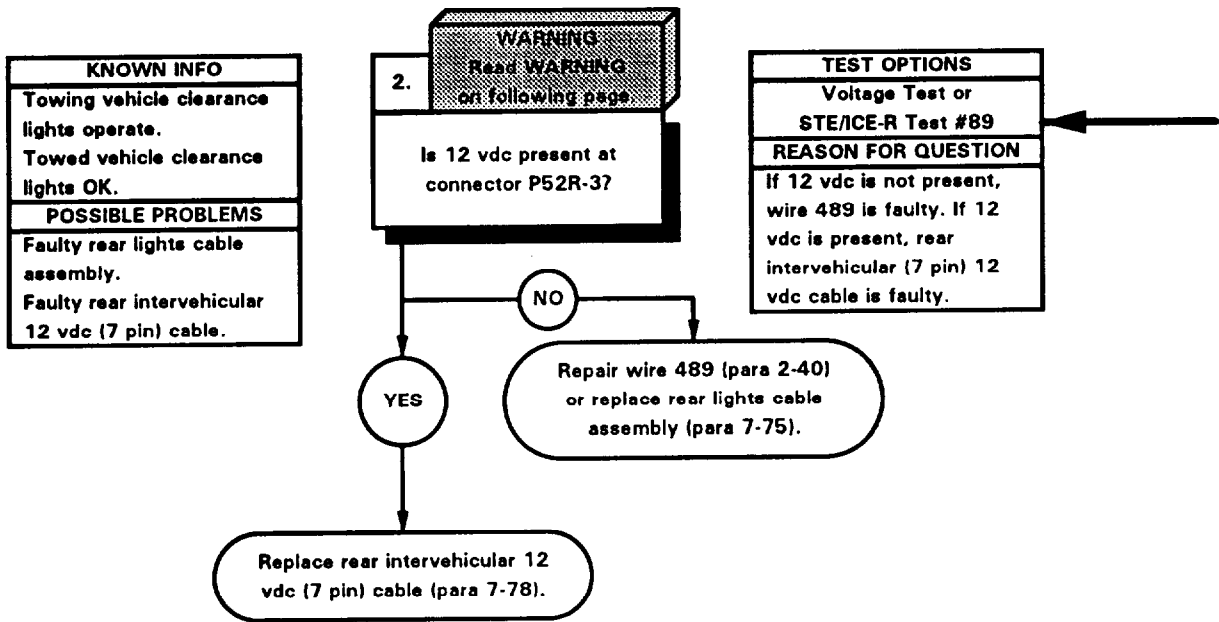 KNOWN INFO
Towing vehicle clearance
lights operate.
Towed vehicle clearance
lights OK.
POSSIBLE PROBLEMS
Faulty rear lights cable
assembly.
Faulty rear intervehicular
12 vdc (7 pin) cable.
WARNING
Read WARNING
on following page.
2.
Is 12 vdc present at
connector P52R-3?
TEST OPTIONS
Voltage Test or
STE/ICE-R Test #89
REASON FOR QUESTION
If 12 vdc is not present,
wire 489 is faulty. If 12
vdc is present, rear
intervehicular (7 pin) 12
vdc cable is faulty.
NO
YES
Repair wire 489 (para 2-40)
or replace rear lights cable
assembly (para 7-75).
Replace rear intervehicular 12
vdc (7 pin) cable (para 7-78).